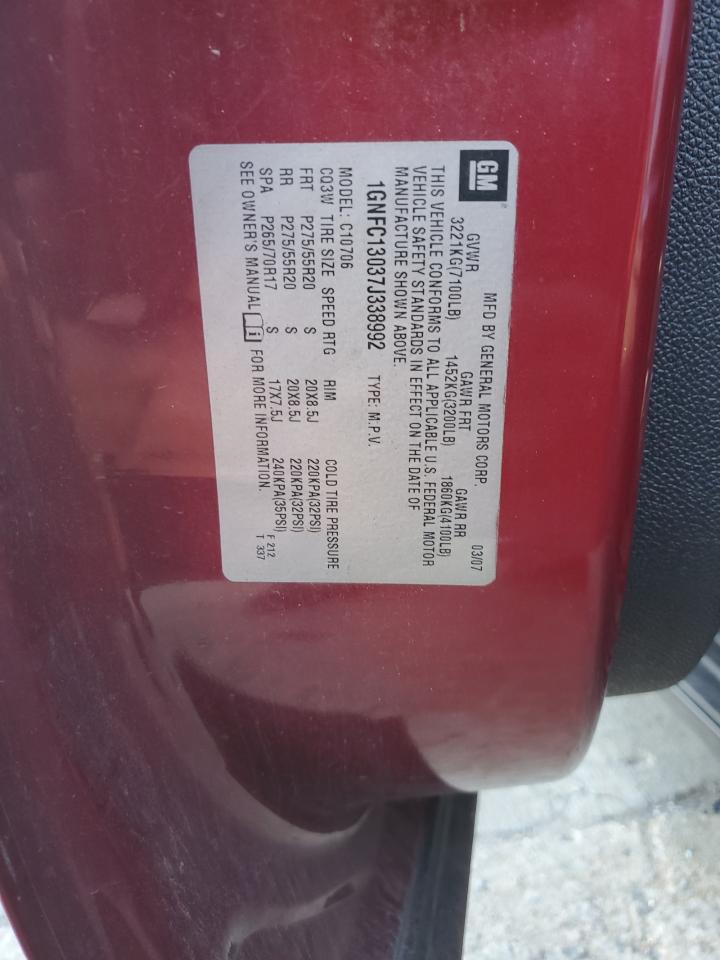 GM
MFD BY GENERAL MOTORS CORP. 03/07
GVWR GAWR FRT GAWR RR
3221KG(7100LB) 1452KG(3200LB) 1860KG(4100LB)
THIS VEHICLE CONFORMS TO ALL APPLICABLE U.S. FEDERAL MOTOR
VEHICLE SAFETY STANDARDS IN EFFECT ON THE DATE OF
MANUFACTURE SHOWN ABOVE.
1GNFC13037J338992 TYPE: M.P.V.
MODEL: C10706
CQ3W TIRE SIZE SPEED RTG RIM COLD TIRE PRESSURE
FRT P275/55R20 S 20X8.5J 220KPA(32PSI)
RR P275/55R20 S 20X8.5J 220KPA(32PSI)
SPA P265/70R17 S 17X7.5J 240KPA(35PSI)
SEE OWNER'S MANUAL i FOR MORE INFORMATION.
F 212
T 337